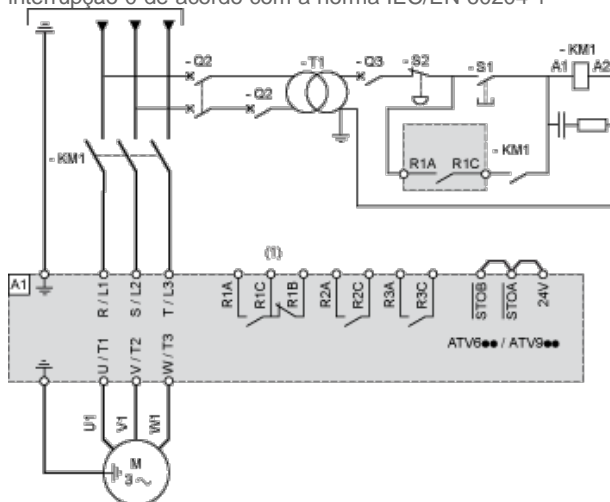 interrupção 0 de acordo com a norma IEC/EN 60204-1
- Q2
- T1
- Q3
- S2
- S1
- KM1
A1 A2
- Q2
- KM1
R1A R1C
- KM1
(1)
A1
R / L1
S / L2
T / L3
R1A
R1C
R1B
R2A
R2C
R3A
R3C
STOB
STOA
24V
ATV6●● / ATV9●●
U / T1
V / T2
W / T3
U1
V1
W1
M
3 ~